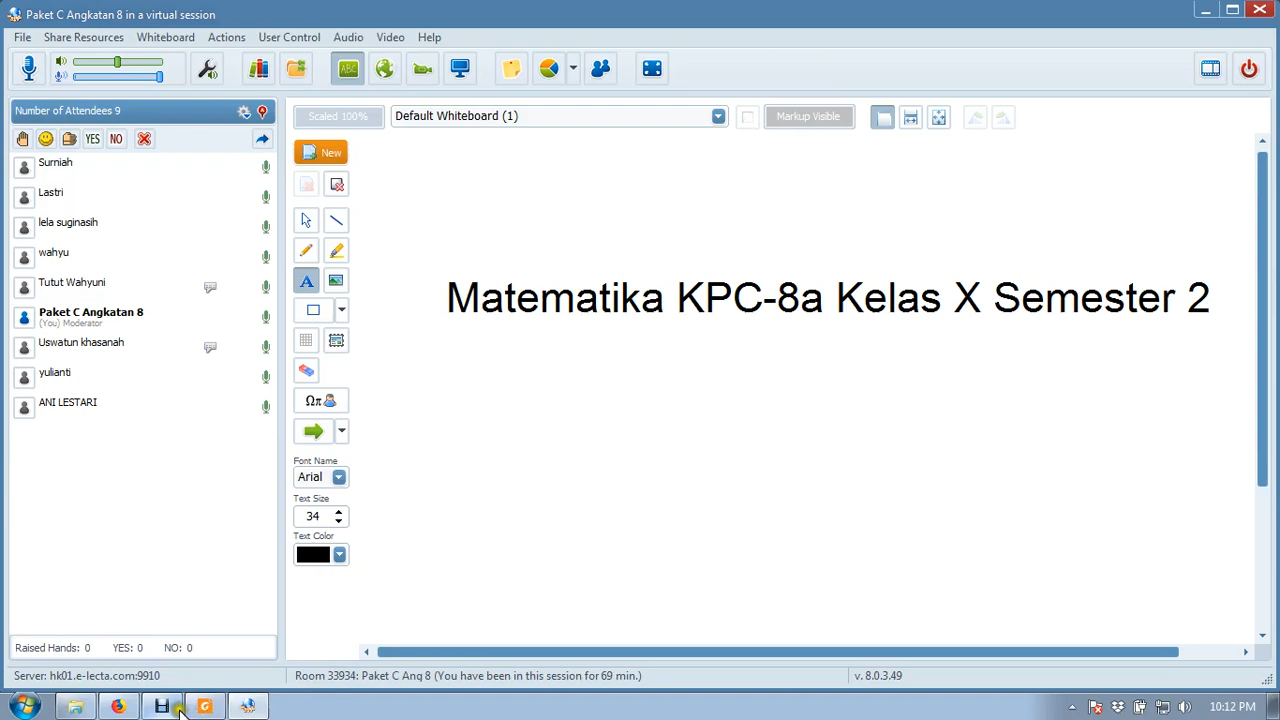 Paket C Angkatan 8 in a virtual session
File Share Resources Whiteboard Actions User Control Audio Video Help
ABC
Number of Attendees 9
Scaled 100% Default Whiteboard (1) Markup Visible
YES NO
New
Surniah
Lastri
lela suginasih
wahyu
Tutut Wahyuni
Paket C Angkatan 8
(You) Moderator
Uswatun khasanah
yulianti
ANI LESTARI
Matematika KPC-8a Kelas X Semester 2
A
Ωπ
Font Name
Arial
Text Size
34
Text Color
Raised Hands: 0 YES: 0 NO: 0
Server: hk01.e-lecta.com:9910 Room 33934: Paket C Ang 8 (You have been in this session for 69 min.) v. 8.0.3.49
10:12 PM